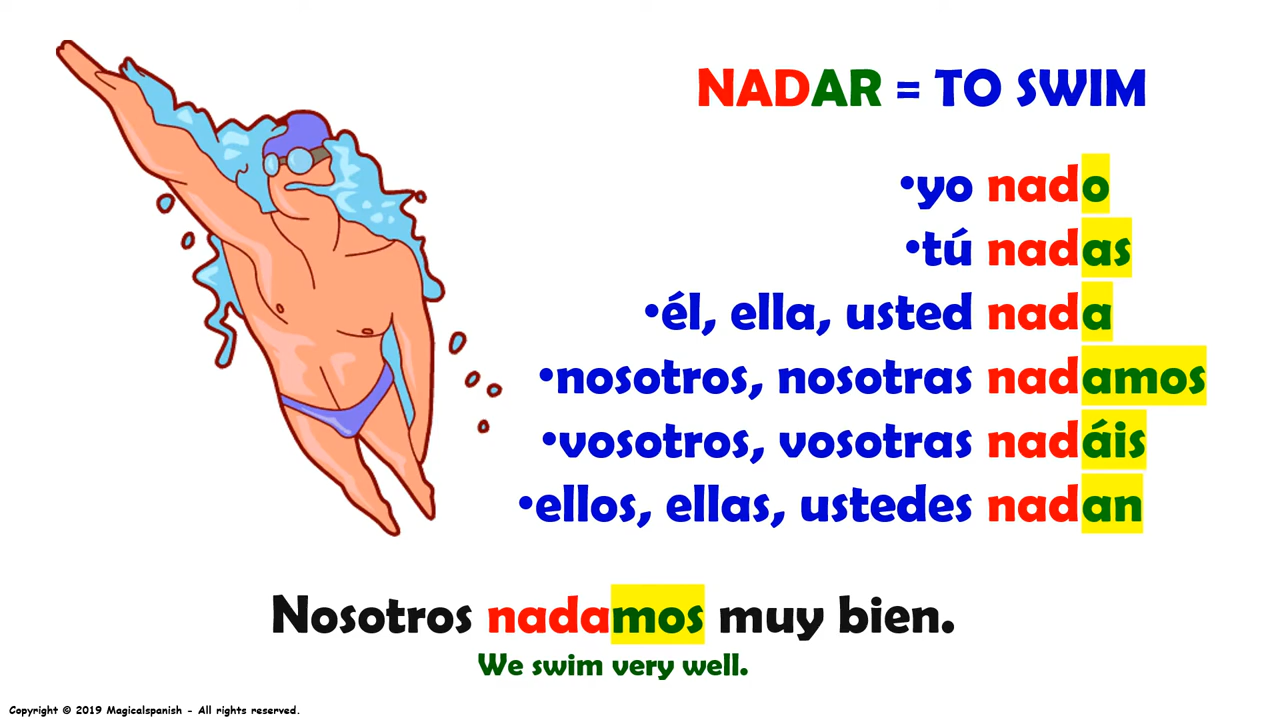 NADAR = TO SWIM
•yo nado
•tú nadas
•él, ella, usted nada
•nosotros, nosotras nadamos
•vosotros, vosotras nadáis
•ellos, ellas, ustedes nadan
Nosotros nadamos muy bien.
We swim very well.
Copyright © 2019 Magicalspanish - All rights reserved.